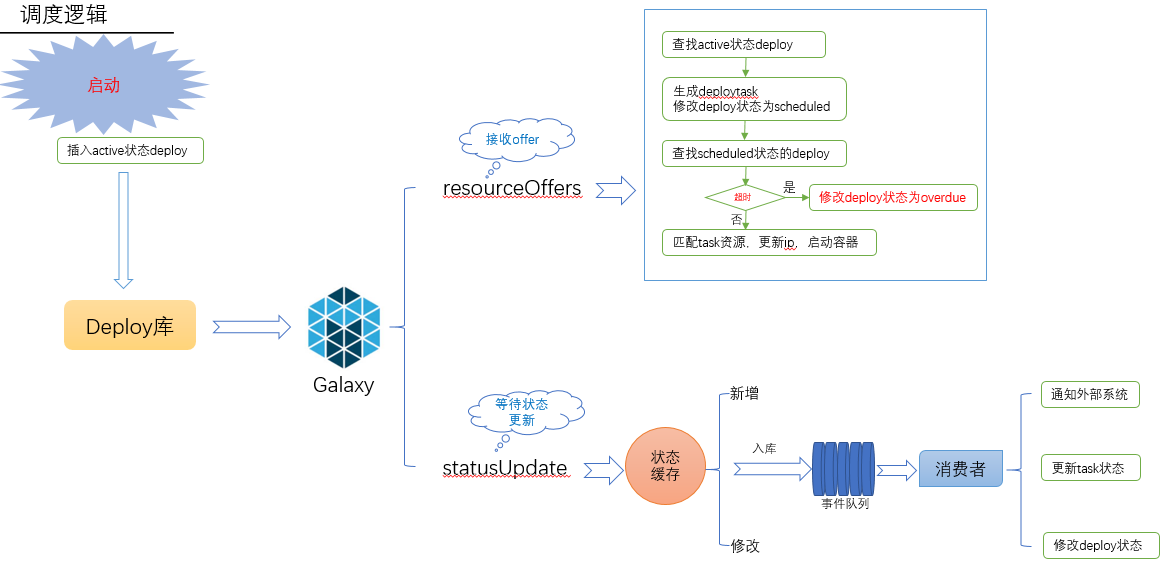 调度逻辑
启动
插入active状态deploy
Deploy库
Galaxy
接收offer
resourceOffers
查找active状态deploy
生成deploytask
修改deploy状态为scheduled
查找scheduled状态的deploy
超时
是
修改deploy状态为overdue
否
匹配task资源，更新ip，启动容器
等待状态
更新
statusUpdate
状态
缓存
新增
修改
入库
事件队列
消费者
通知外部系统
更新task状态
修改deploy状态